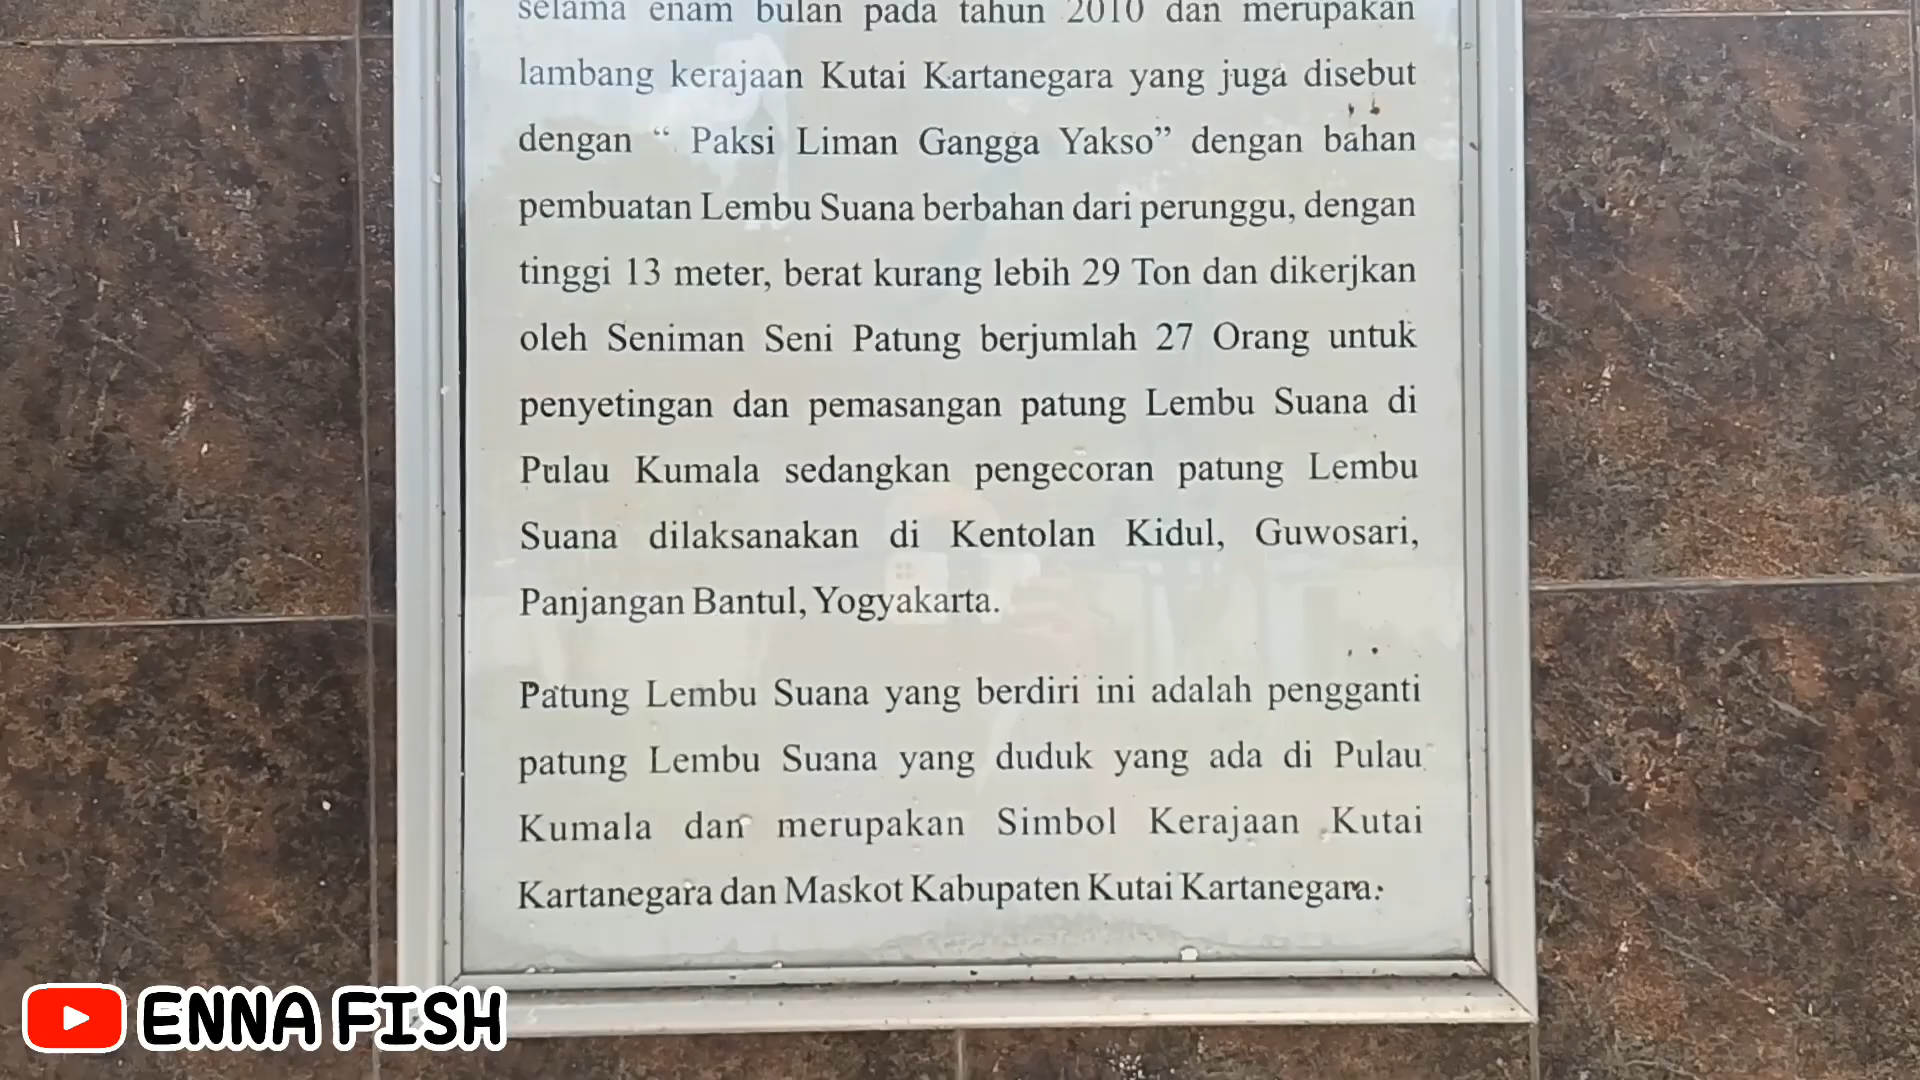 selama enam bulan pada tahun 2010 dan merupakan
lambang kerajaan Kutai Kartanegara yang juga disebut
dengan “ Paksi Liman Gangga Yakso” dengan bahan
pembuatan Lembu Suana berbahan dari perunggu, dengan
tinggi 13 meter, berat kurang lebih 29 Ton dan dikerjkan
oleh Seniman Seni Patung berjumlah 27 Orang untuk
penyetingan dan pemasangan patung Lembu Suana di
Pulau Kumala sedangkan pengecoran patung Lembu
Suana dilaksanakan di Kentolan Kidul, Guwosari,
Panjangan Bantul, Yogyakarta.
Patung Lembu Suana yang berdiri ini adalah pengganti
patung Lembu Suana yang duduk yang ada di Pulau
Kumala dan merupakan Simbol Kerajaan Kutai
Kartanegara dan Maskot Kabupaten Kutai Kartanegara.
ENNA FISH